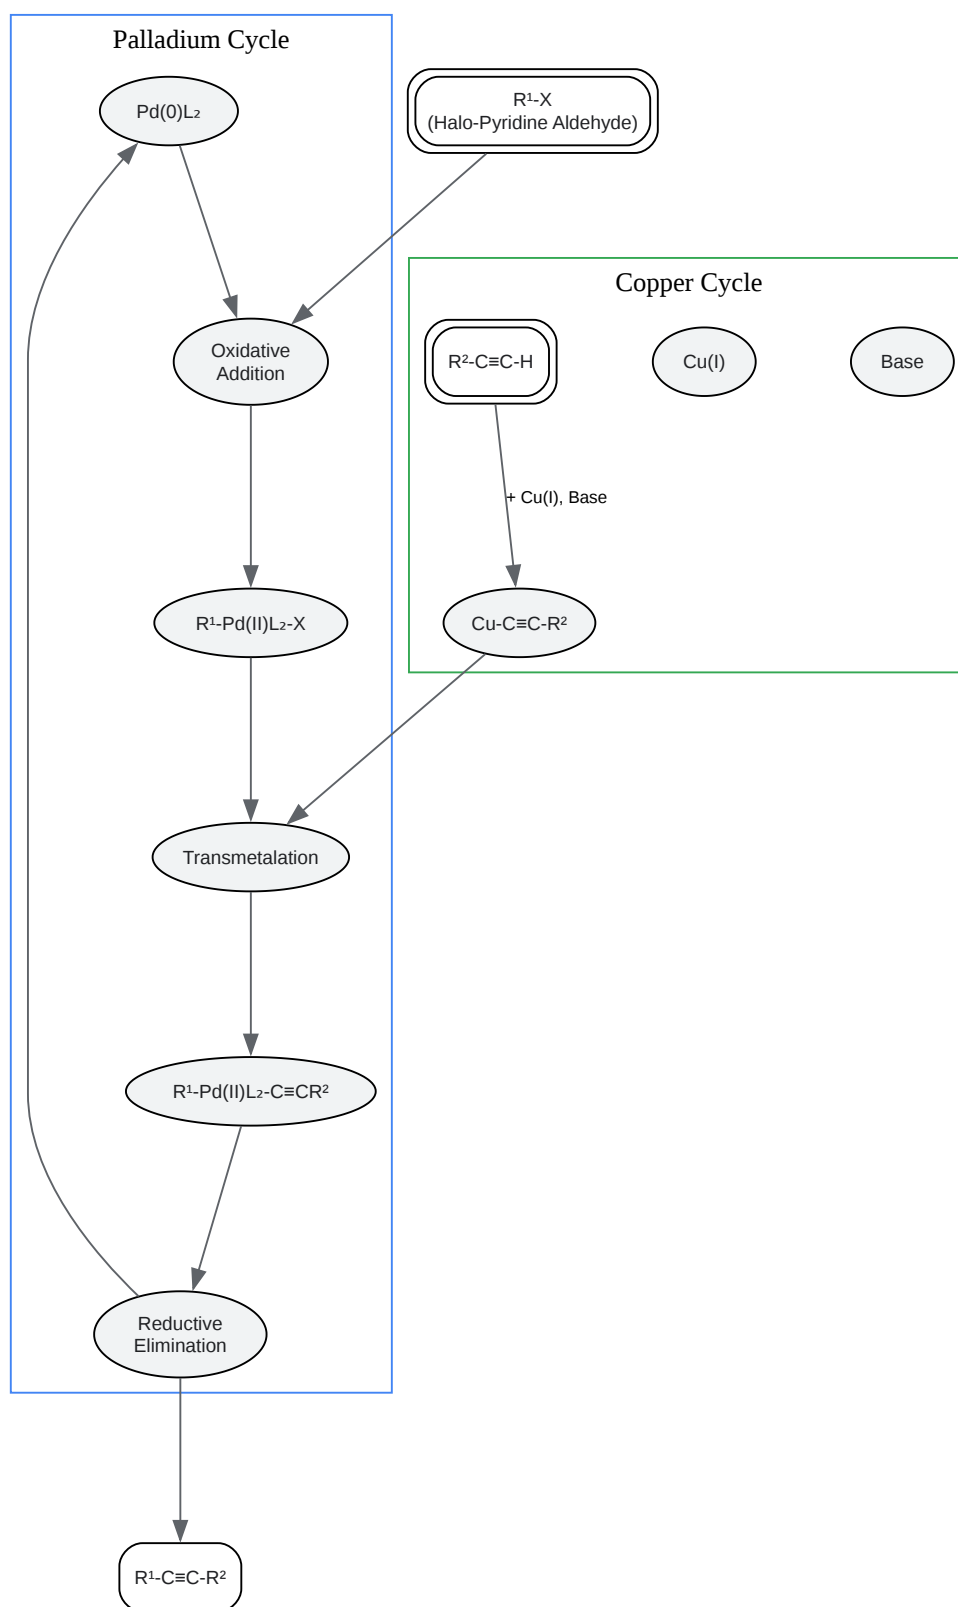 Palladium Cycle
Pd(0)L₂
R¹-X
(Halo-Pyridine Aldehyde)
Copper Cycle
Oxidative
Addition
R²-C≡C-H
Cu(I)
Base
+ Cu(I), Base
R¹-Pd(II)L₂-X
Cu-C≡C-R²
Transmetalation
R¹-Pd(II)L₂-C≡CR²
Reductive
Elimination
R¹-C≡C-R²